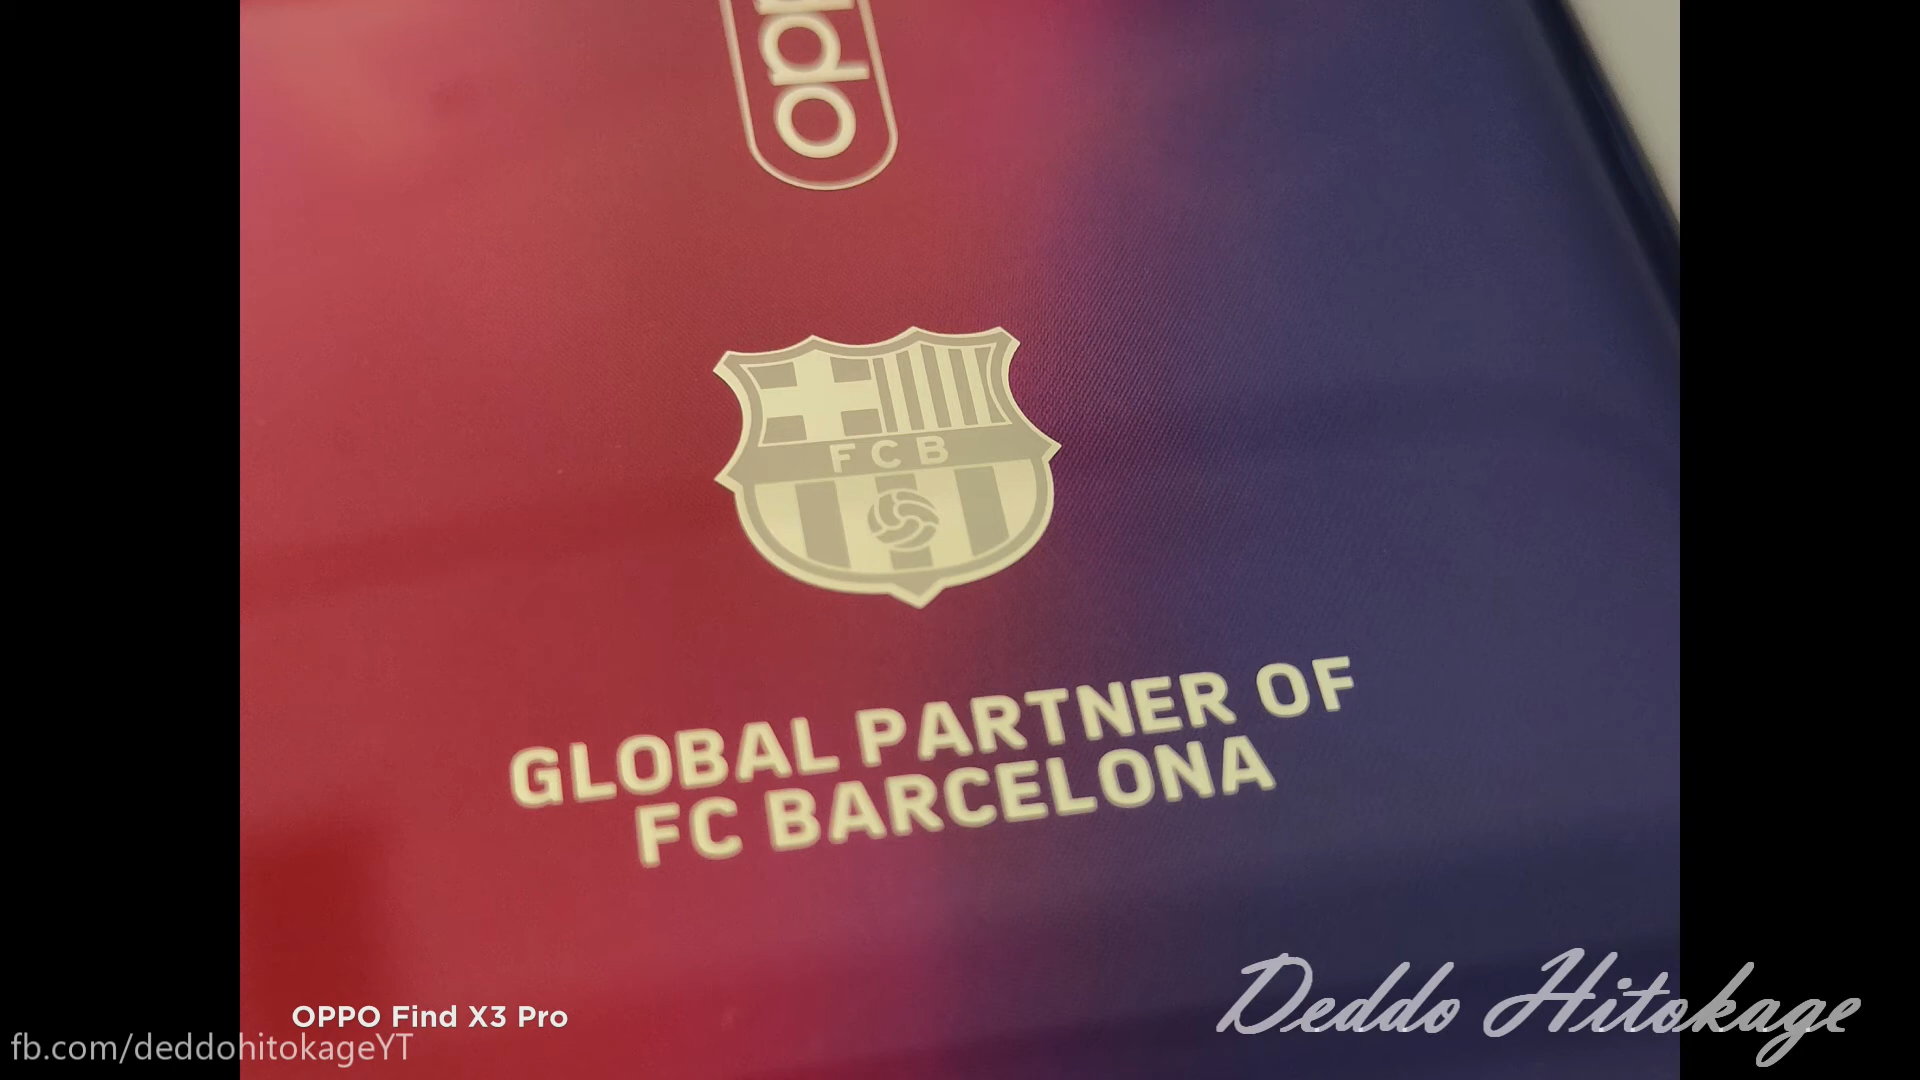 oppo
FCB
GLOBAL PARTNER OF
FC BARCELONA
OPPO Find X3 Pro
fb.com/deddohitokageYT
Deddo Hitokage